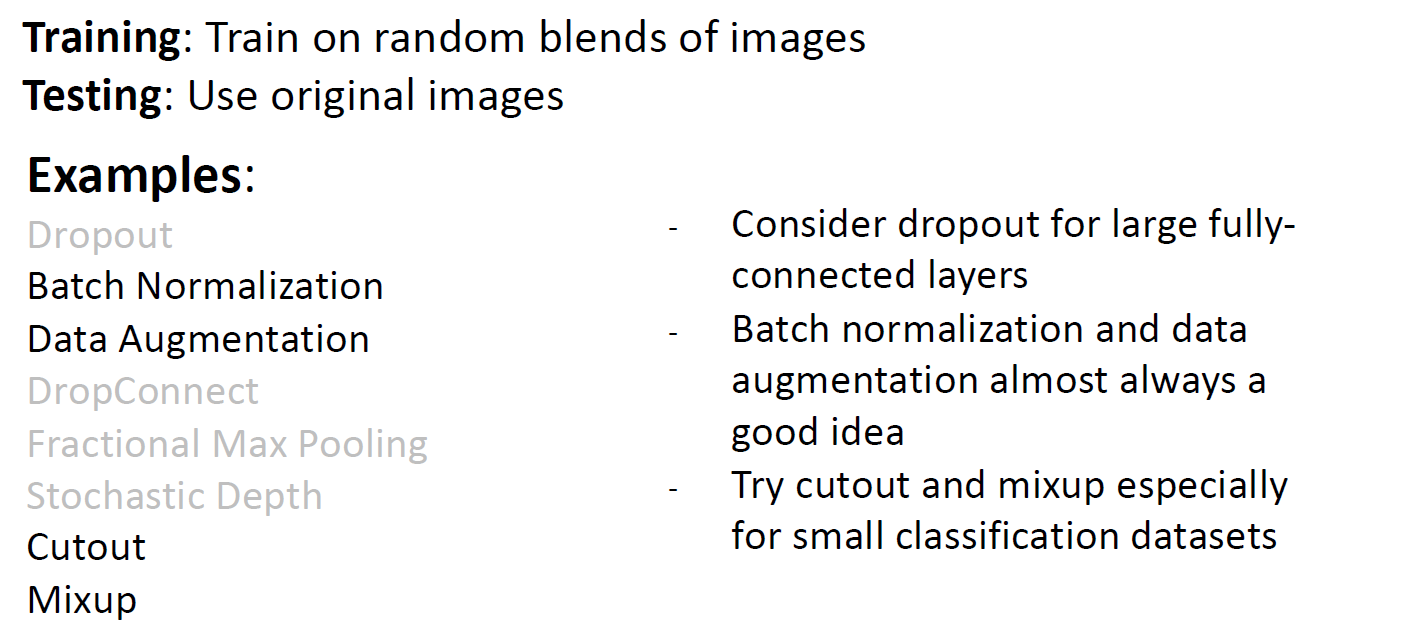 Training: Train on random blends of images
Testing: Use original images
Examples:
Dropout
Batch Normalization
Data Augmentation
DropConnect
Fractional Max Pooling
Stochastic Depth
Cutout
Mixup
- Consider dropout for large fully-
connected layers
- Batch normalization and data
augmentation almost always a
good idea
- Try cutout and mixup especially
for small classification datasets